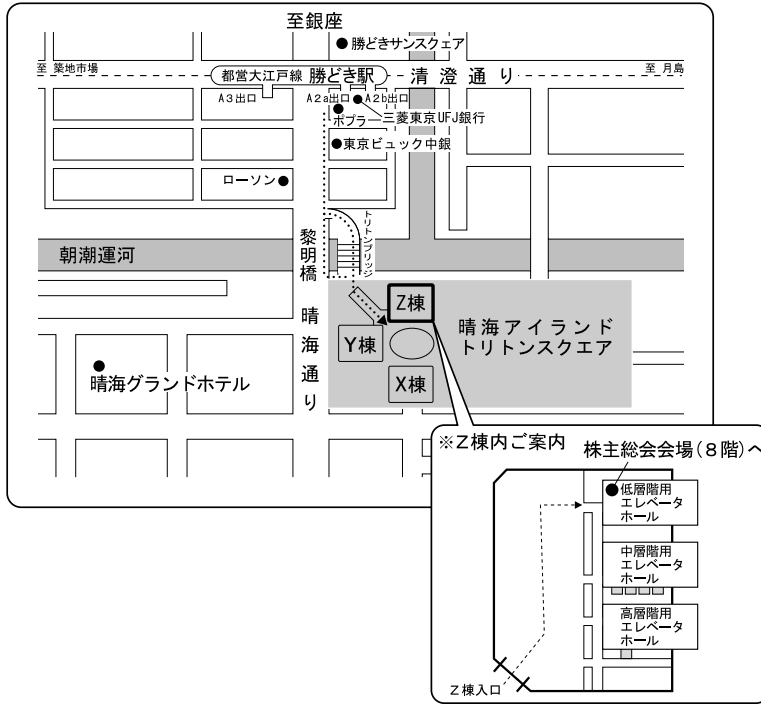 至銀座
勝どきサンスクェア
至 築地市場
都営大江戸線 勝どき駅
清澄通り
至 月島
A3出口
A2a出口
A2b出口
ポプラ
三菱東京UFJ銀行
東京ビュック中銀
ローソン
トリトンブリッジ
黎明橋
朝潮運河
晴海通り
Z棟
Y棟
X棟
晴海アイランド
トリトンスクエア
晴海グランドホテル
※Z棟内ご案内
株主総会会場(8階)へ
低層階用
エレベータ
ホール
中層階用
エレベータ
ホール
高層階用
エレベータ
ホール
Z棟入口